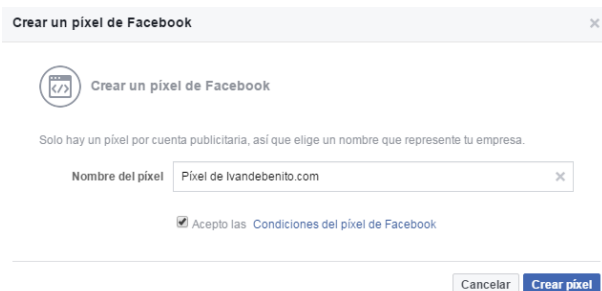 Crear un píxel de Facebook
Crear un píxel de Facebook
Solo hay un píxel por cuenta publicitaria, así que elige un nombre que represente tu empresa.
Nombre del píxel Píxel de Ivandebenito.com
Acepto las Condiciones del píxel de Facebook
Cancelar Crear píxel